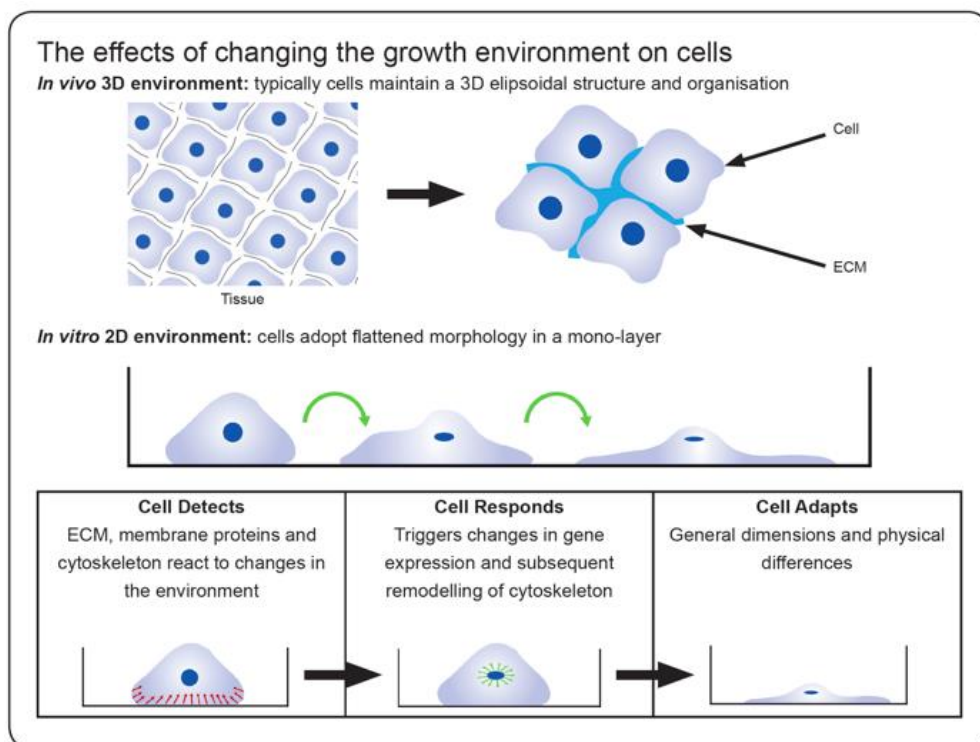 The effects of changing the growth environment on cells
In vivo 3D environment: typically cells maintain a 3D elipsoidal structure and organisation
Cell
ECM
Tissue
In vitro 2D environment: cells adopt flattened morphology in a mono-layer
Cell Detects
ECM, membrane proteins and
cytoskeleton react to changes in
the environment
Cell Responds
Triggers changes in gene
expression and subsequent
remodelling of cytoskeleton
Cell Adapts
General dimensions and physical
differences